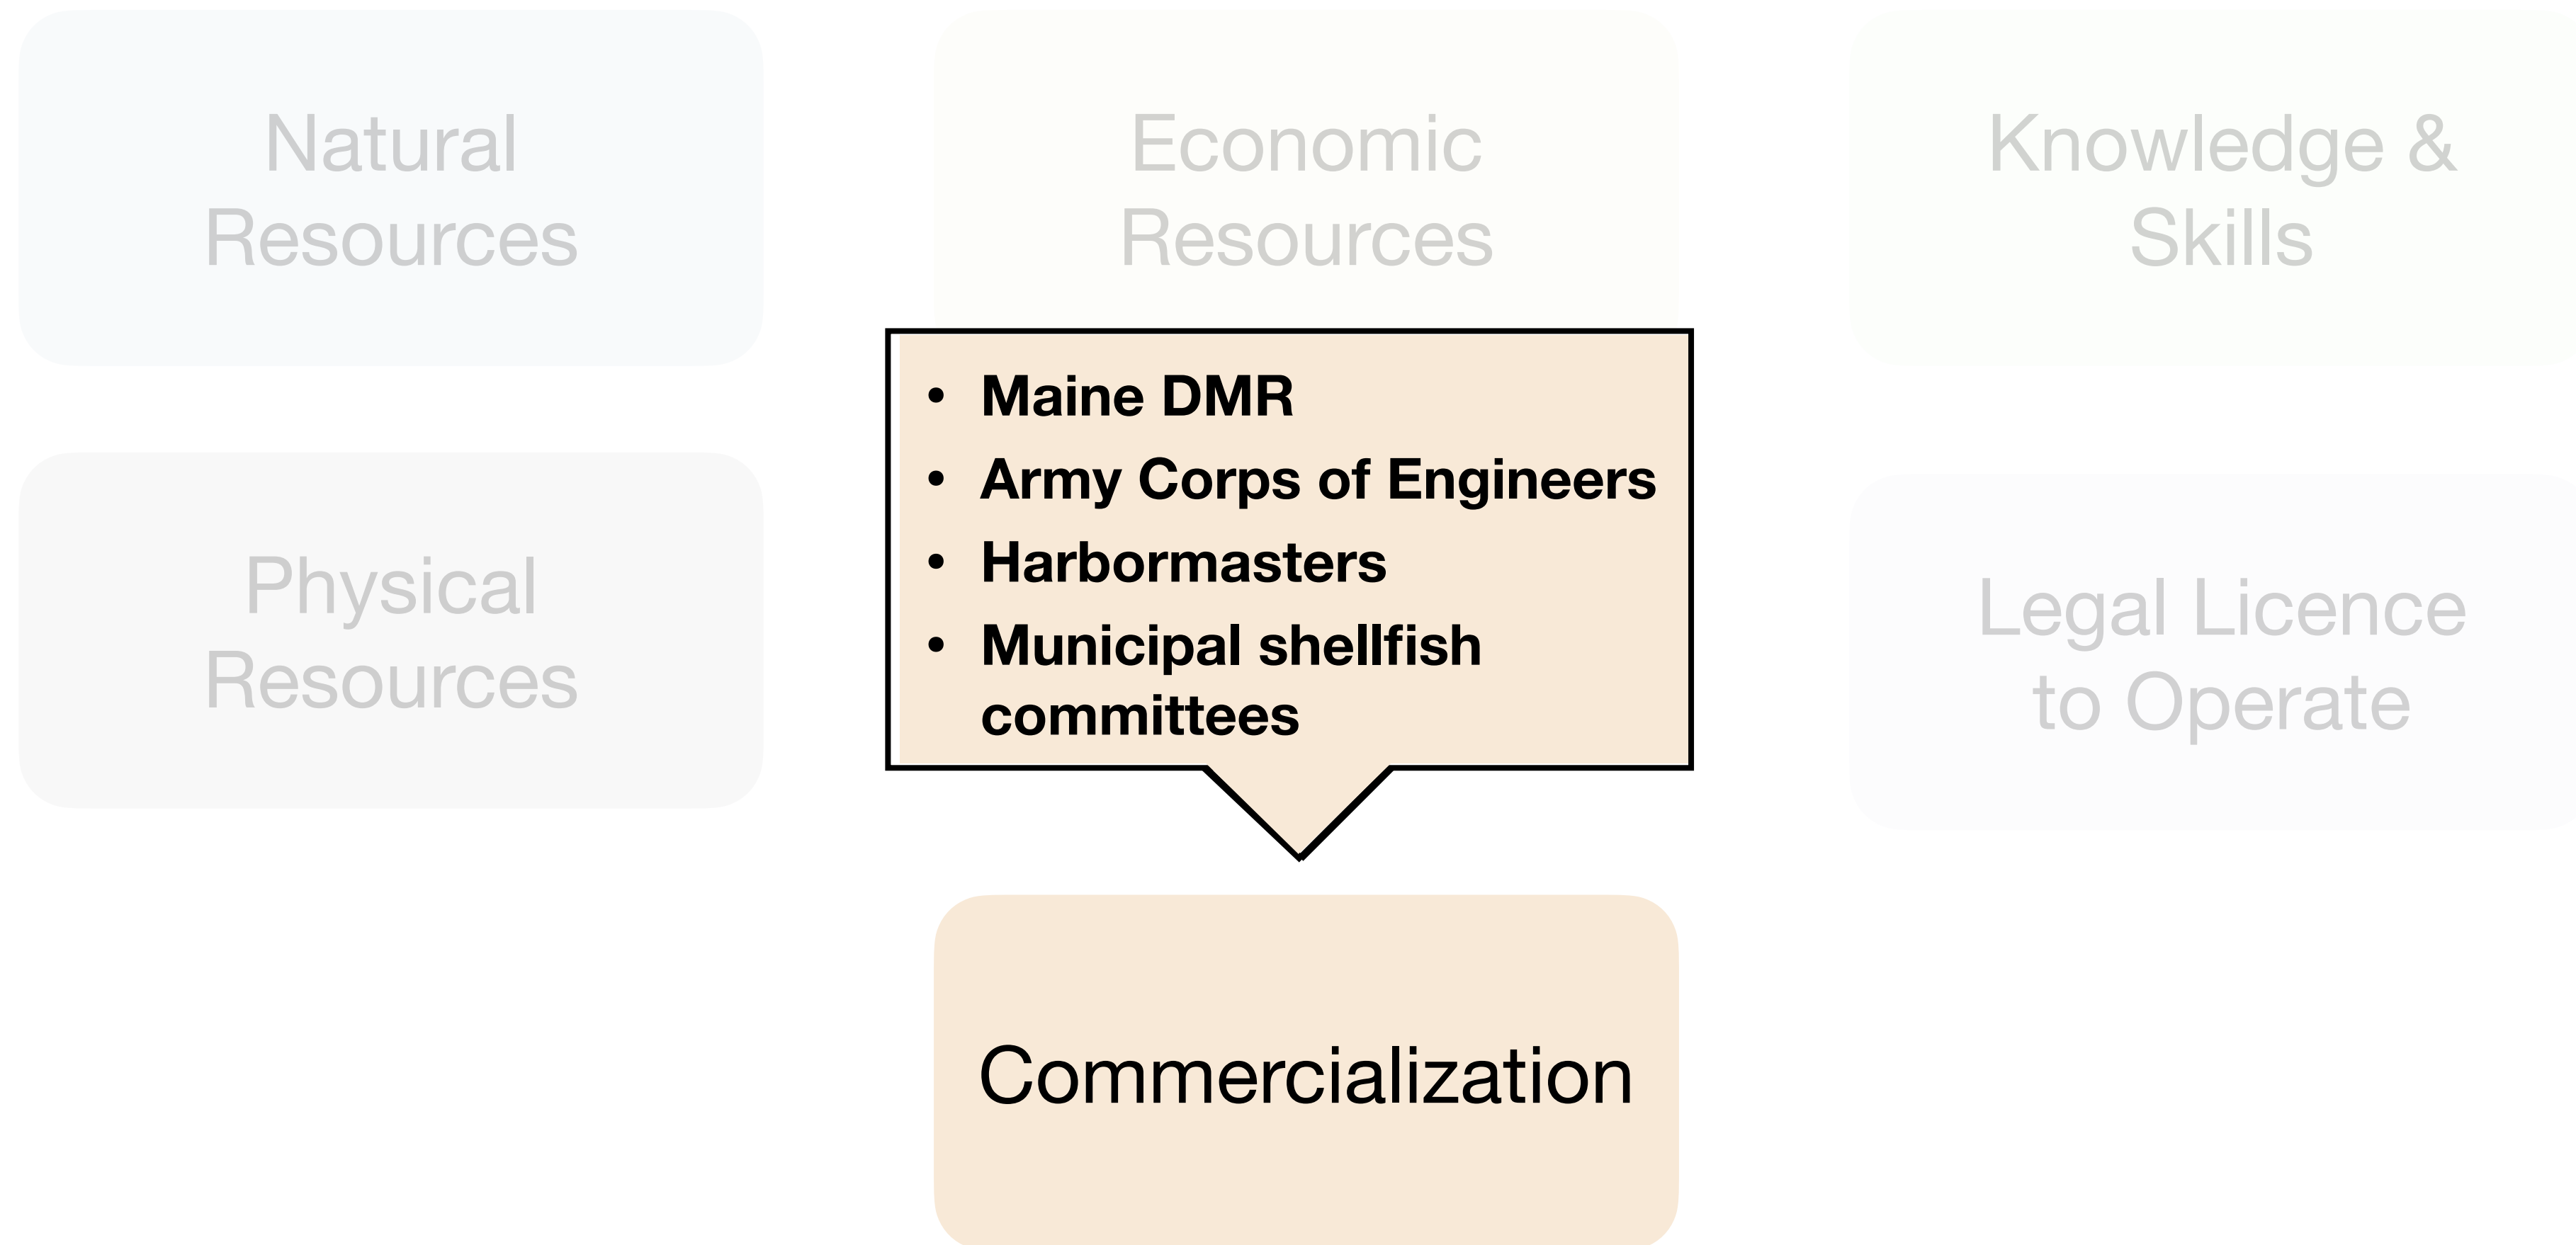 Natural
Resources
Economic
Resources
Knowledge &
Skills
• Maine DMR
• Army Corps of Engineers
• Harbormasters
• Municipal shellfish
committees
Physical
Resources
Legal Licence
to Operate
Commercialization